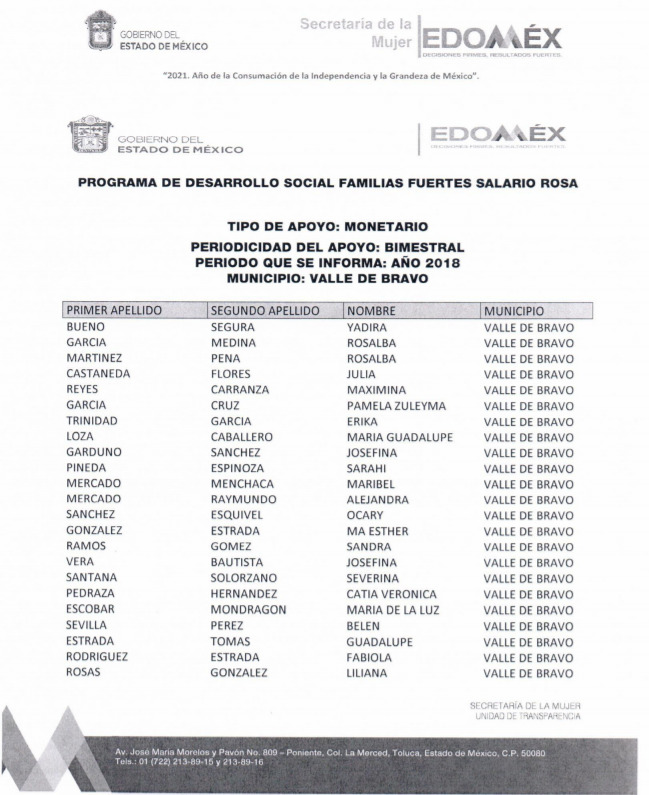 GOBIERNO DEL
ESTADO DE MÉXICO
Secretaría de la
Mujer
EDOMÉX
DECISIONES FIRMES, RESULTADOS FUERTES.
"2021. Año de la Consumación de la Independencia y la Grandeza de México".
GOBIERNO DEL
ESTADO DE MÉXICO
EDOMÉX
DECISIONES FIRMES, RESULTADOS FUERTES.
PROGRAMA DE DESARROLLO SOCIAL FAMILIAS FUERTES SALARIO ROSA
TIPO DE APOYO: MONETARIO
PERIODICIDAD DEL APOYO: BIMESTRAL
PERIODO QUE SE INFORMA: AÑO 2018
MUNICIPIO: VALLE DE BRAVO
PRIMER APELLIDO SEGUNDO APELLIDO NOMBRE MUNICIPIO
BUENO SEGURA YADIRA VALLE DE BRAVO
GARCIA MEDINA ROSALBA VALLE DE BRAVO
MARTINEZ PENA ROSALBA VALLE DE BRAVO
CASTANEDA FLORES JULIA VALLE DE BRAVO
REYES CARRANZA MAXIMINA VALLE DE BRAVO
GARCIA CRUZ PAMELA ZULEYMA VALLE DE BRAVO
TRINIDAD GARCIA ERIKA VALLE DE BRAVO
LOZA CABALLERO MARIA GUADALUPE VALLE DE BRAVO
GARDUNO SANCHEZ JOSEFINA VALLE DE BRAVO
PINEDA ESPINOZA SARAHI VALLE DE BRAVO
MERCADO MENCHACA MARIBEL VALLE DE BRAVO
MERCADO RAYMUNDO ALEJANDRA VALLE DE BRAVO
SANCHEZ ESQUIVEL OCARY VALLE DE BRAVO
GONZALEZ ESTRADA MA ESTHER VALLE DE BRAVO
RAMOS GOMEZ SANDRA VALLE DE BRAVO
VERA BAUTISTA JOSEFINA VALLE DE BRAVO
SANTANA SOLORZANO SEVERINA VALLE DE BRAVO
PEDRAZA HERNANDEZ CATIA VERONICA VALLE DE BRAVO
ESCOBAR MONDRAGON MARIA DE LA LUZ VALLE DE BRAVO
SEVILLA PEREZ BELEN VALLE DE BRAVO
ESTRADA TOMAS GUADALUPE VALLE DE BRAVO
RODRIGUEZ ESTRADA FABIOLA VALLE DE BRAVO
ROSAS GONZALEZ LILIANA VALLE DE BRAVO
SECRETARÍA DE LA MUJER
UNIDAD DE TRANSPARENCIA
Av. José María Morelos y Pavón No. 809 – Poniente, Col. La Merced, Toluca, Estado de México, C.P. 50080
Tels.: 01 (722) 213-89-15 y 213-89-16